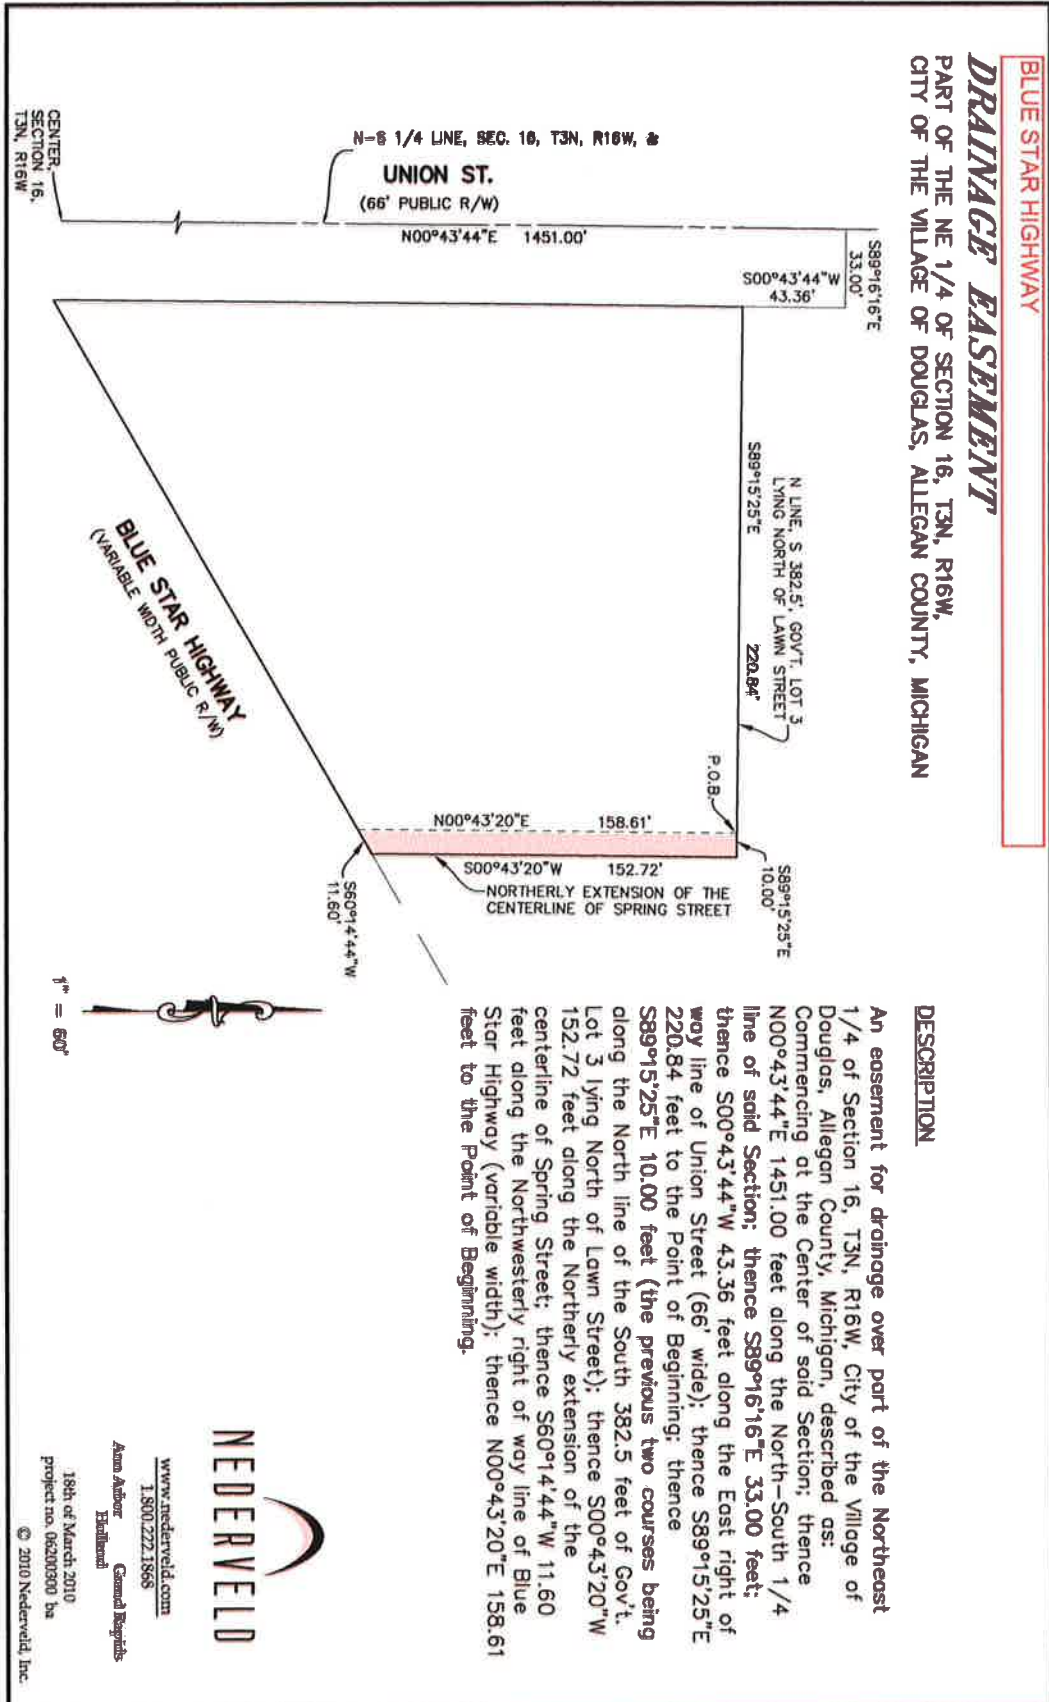 BLUE STAR HIGHWAY
DRAINAGE EASEMENT
PART OF THE NE 1/4 OF SECTION 16, T3N, R16W,
CITY OF THE VILLAGE OF DOUGLAS, ALLEGAN COUNTY, MICHIGAN
N-S 1/4 LINE, SEC. 16, T3N, R16W, &
UNION ST.
(66' PUBLIC R/W)
N00°43'44"E 1451.00'
CENTER,
SECTION 16,
T3N, R16W
S89°16'16"E
33.00'
S00°43'44"W
43.36'
N LINE, S 382.5', GOV'T. LOT 3
LYING NORTH OF LAWN STREET
S89°15'25"E 220.84'
P.O.B.
S89°15'25"E
10.00'
N00°43'20"E 158.61'
S00°43'20"W 152.72'
NORTHERLY EXTENSION OF THE
CENTERLINE OF SPRING STREET
S60°14'44"W
11.60'
BLUE STAR HIGHWAY
(VARIABLE WIDTH PUBLIC R/W)
1" = 60'
DESCRIPTION
An easement for drainage over part of the Northeast
1/4 of Section 16, T3N, R16W, City of the Village of
Douglas, Allegan County, Michigan, described as:
Commencing at the Center of said Section; thence
N00°43'44"E 1451.00 feet along the North-South 1/4
line of said Section; thence S89°16'16"E 33.00 feet;
thence S00°43'44"W 43.36 feet along the East right of
way line of Union Street (66' wide); thence S89°15'25"E
220.84 feet to the Point of Beginning; thence
S89°15'25"E 10.00 feet (the previous two courses being
along the North line of the South 382.5 feet of Gov't.
Lot 3 lying North of Lawn Street); thence S00°43'20"W
152.72 feet along the Northerly extension of the
centerline of Spring Street; thence S60°14'44"W 11.60
feet along the Northwesterly right of way line of Blue
Star Highway (variable width); thence N00°43'20"E 158.61
feet to the Point of Beginning.
NEDERVELD
www.nederveld.com
1.800.222.1868
Ann Arbor Grand Rapids
Holland
18th of March 2010
project no. 06200300 ba
© 2010 Nederveld, Inc.